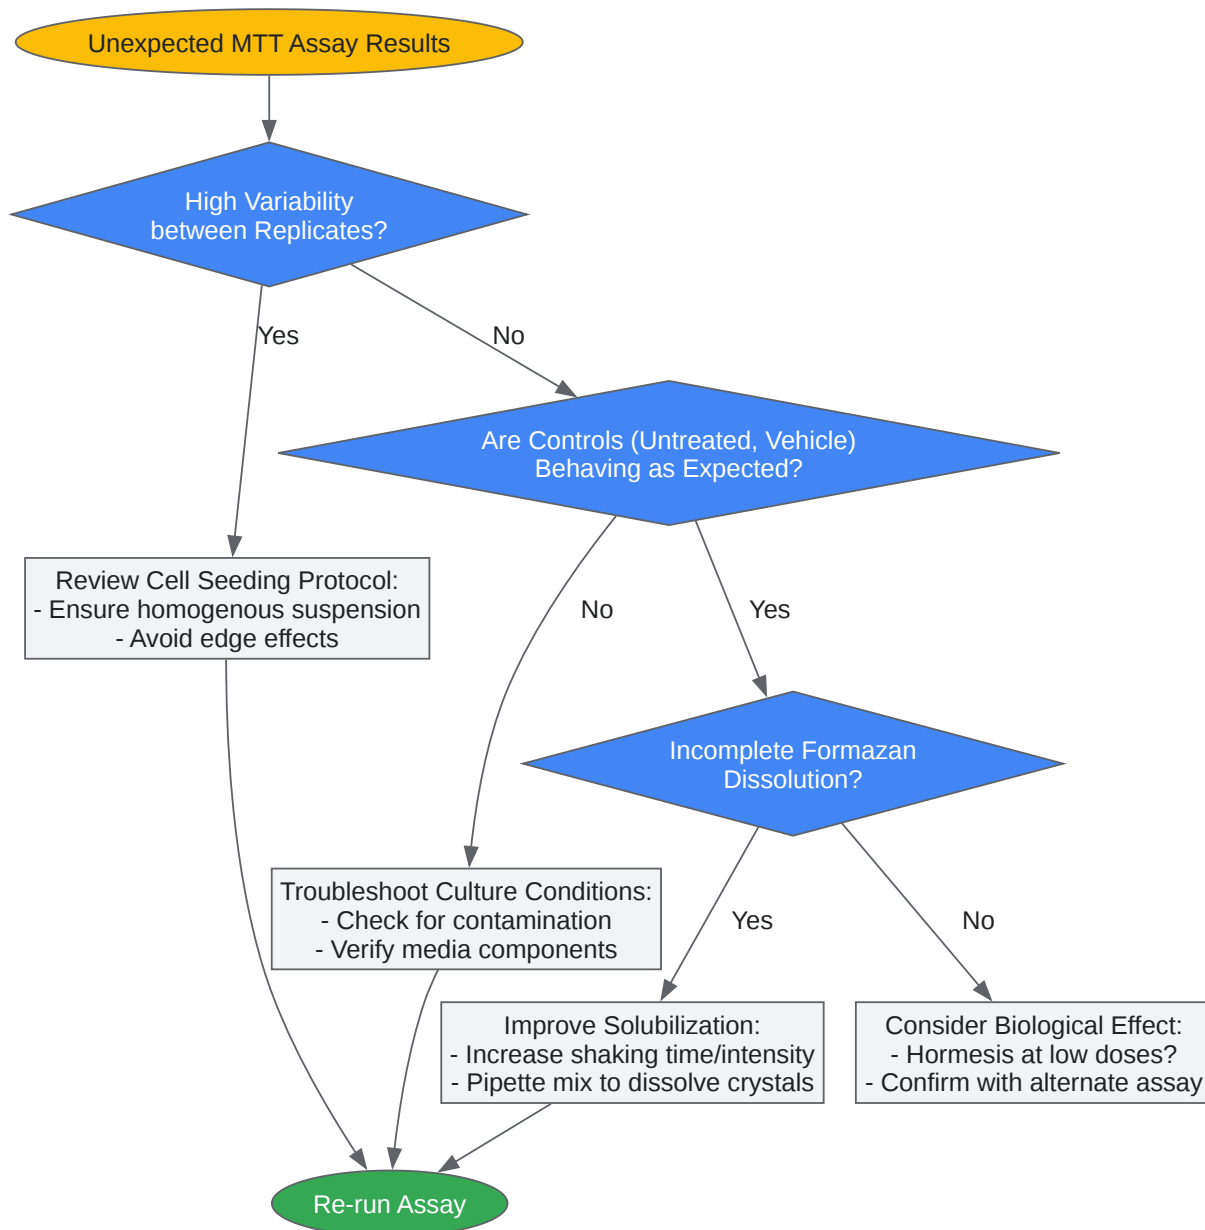 Unexpected MTT Assay Results
High Variability
between Replicates?
Yes
No
Are Controls (Untreated, Vehicle)
Behaving as Expected?
Review Cell Seeding Protocol:
- Ensure homogenous suspension
- Avoid edge effects
No
Yes
Incomplete Formazan
Dissolution?
Troubleshoot Culture Conditions:
- Check for contamination
- Verify media components
Yes
No
Improve Solubilization:
- Increase shaking time/intensity
- Pipette mix to dissolve crystals
Consider Biological Effect:
- Hormesis at low doses?
- Confirm with alternate assay
Re-run Assay